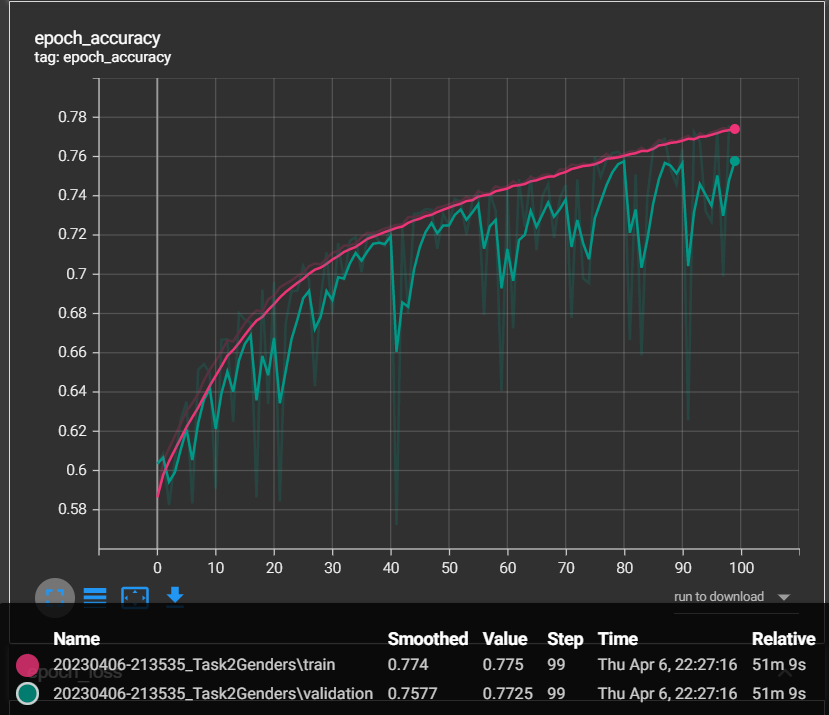 epoch_accuracy
tag: epoch_accuracy
0.78
0.76
0.74
0.72
0.7
0.68
0.66
0.64
0.62
0.6
0.58
0 10 20 30 40 50 60 70 80 90 100
run to download
Name Smoothed Value Step Time Relative
20230406-213535_Task2Genders\train 0.774 0.775 99 Thu Apr 6, 22:27:16 51m 9s
epoch_loss
20230406-213535_Task2Genders\validation 0.7577 0.7725 99 Thu Apr 6, 22:27:16 51m 9s